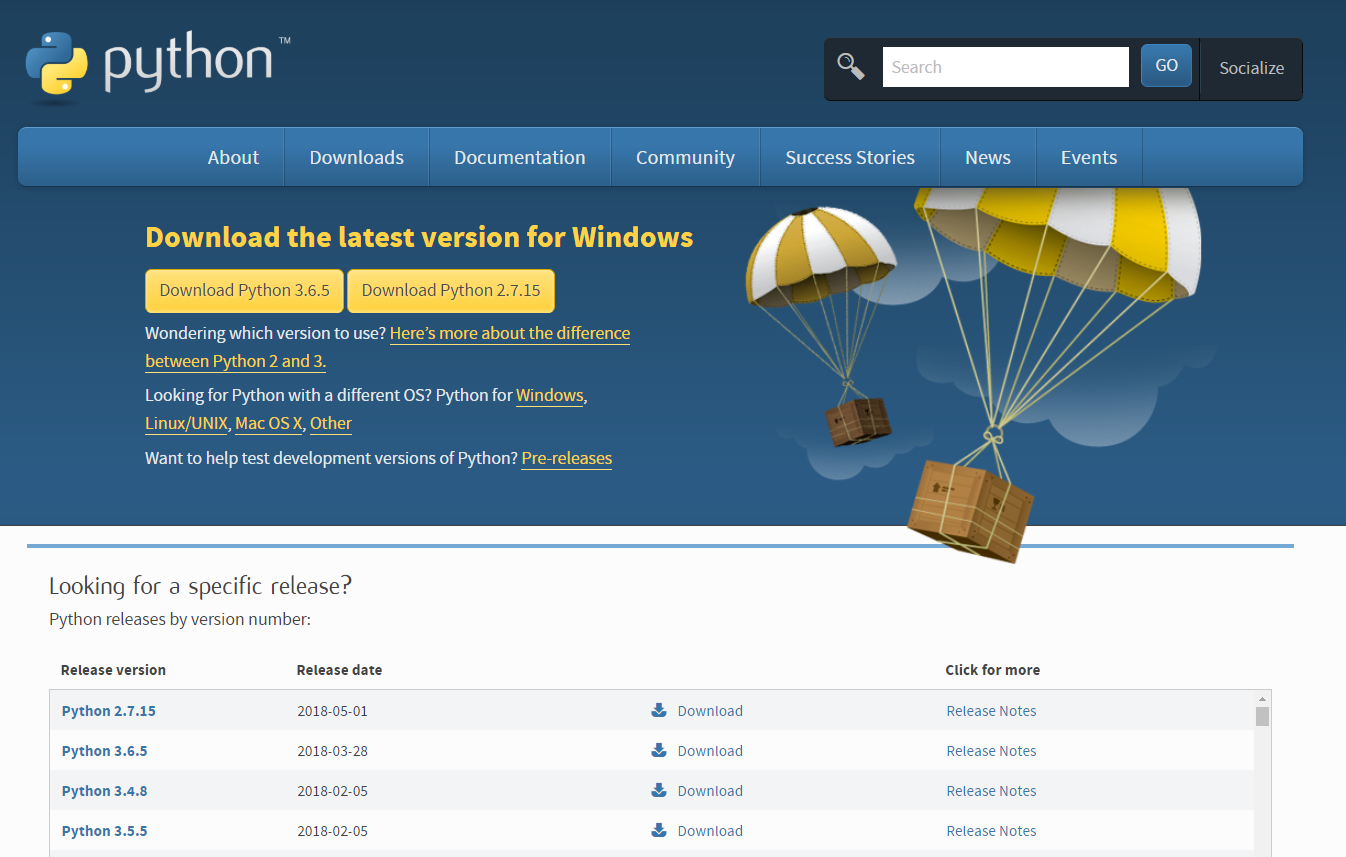 python™
Search
GO
Socialize
About
Downloads
Documentation
Community
Success Stories
News
Events
Download the latest version for Windows
Download Python 3.6.5
Download Python 2.7.15
Wondering which version to use? Here’s more about the difference
between Python 2 and 3.
Looking for Python with a different OS? Python for Windows,
Linux/UNIX, Mac OS X, Other
Want to help test development versions of Python? Pre-releases
Looking for a specific release?
Python releases by version number:
Release version Release date Click for more
Python 2.7.15 2018-05-01 Download Release Notes
Python 3.6.5 2018-03-28 Download Release Notes
Python 3.4.8 2018-02-05 Download Release Notes
Python 3.5.5 2018-02-05 Download Release Notes